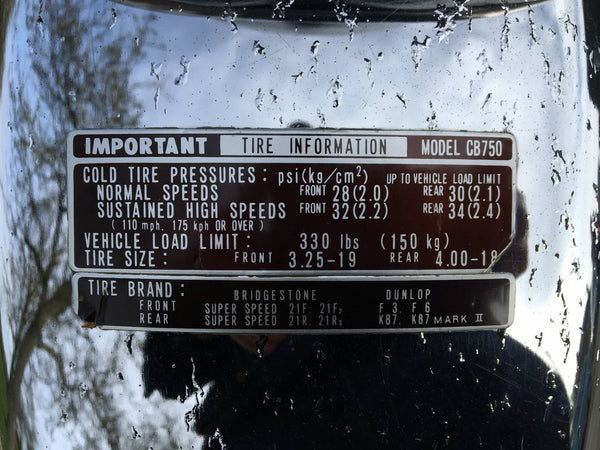 IMPORTANT TIRE INFORMATION MODEL CB750
COLD TIRE PRESSURES: psi(kg/cm²) UP TO VEHICLE LOAD LIMIT
NORMAL SPEEDS FRONT 28(2.0) REAR 30(2.1)
SUSTAINED HIGH SPEEDS FRONT 32(2.2) REAR 34(2.4)
(110 mph. 175 kph OR OVER)
VEHICLE LOAD LIMIT: 330 lbs (150 kg)
TIRE SIZE: FRONT 3.25-19 REAR 4.00-18
TIRE BRAND: BRIDGESTONE DUNLOP
FRONT SUPER SPEED 21F. 21F₂ F 3. F 6
REAR SUPER SPEED 21R. 21R₂ K87. K87 MARK II